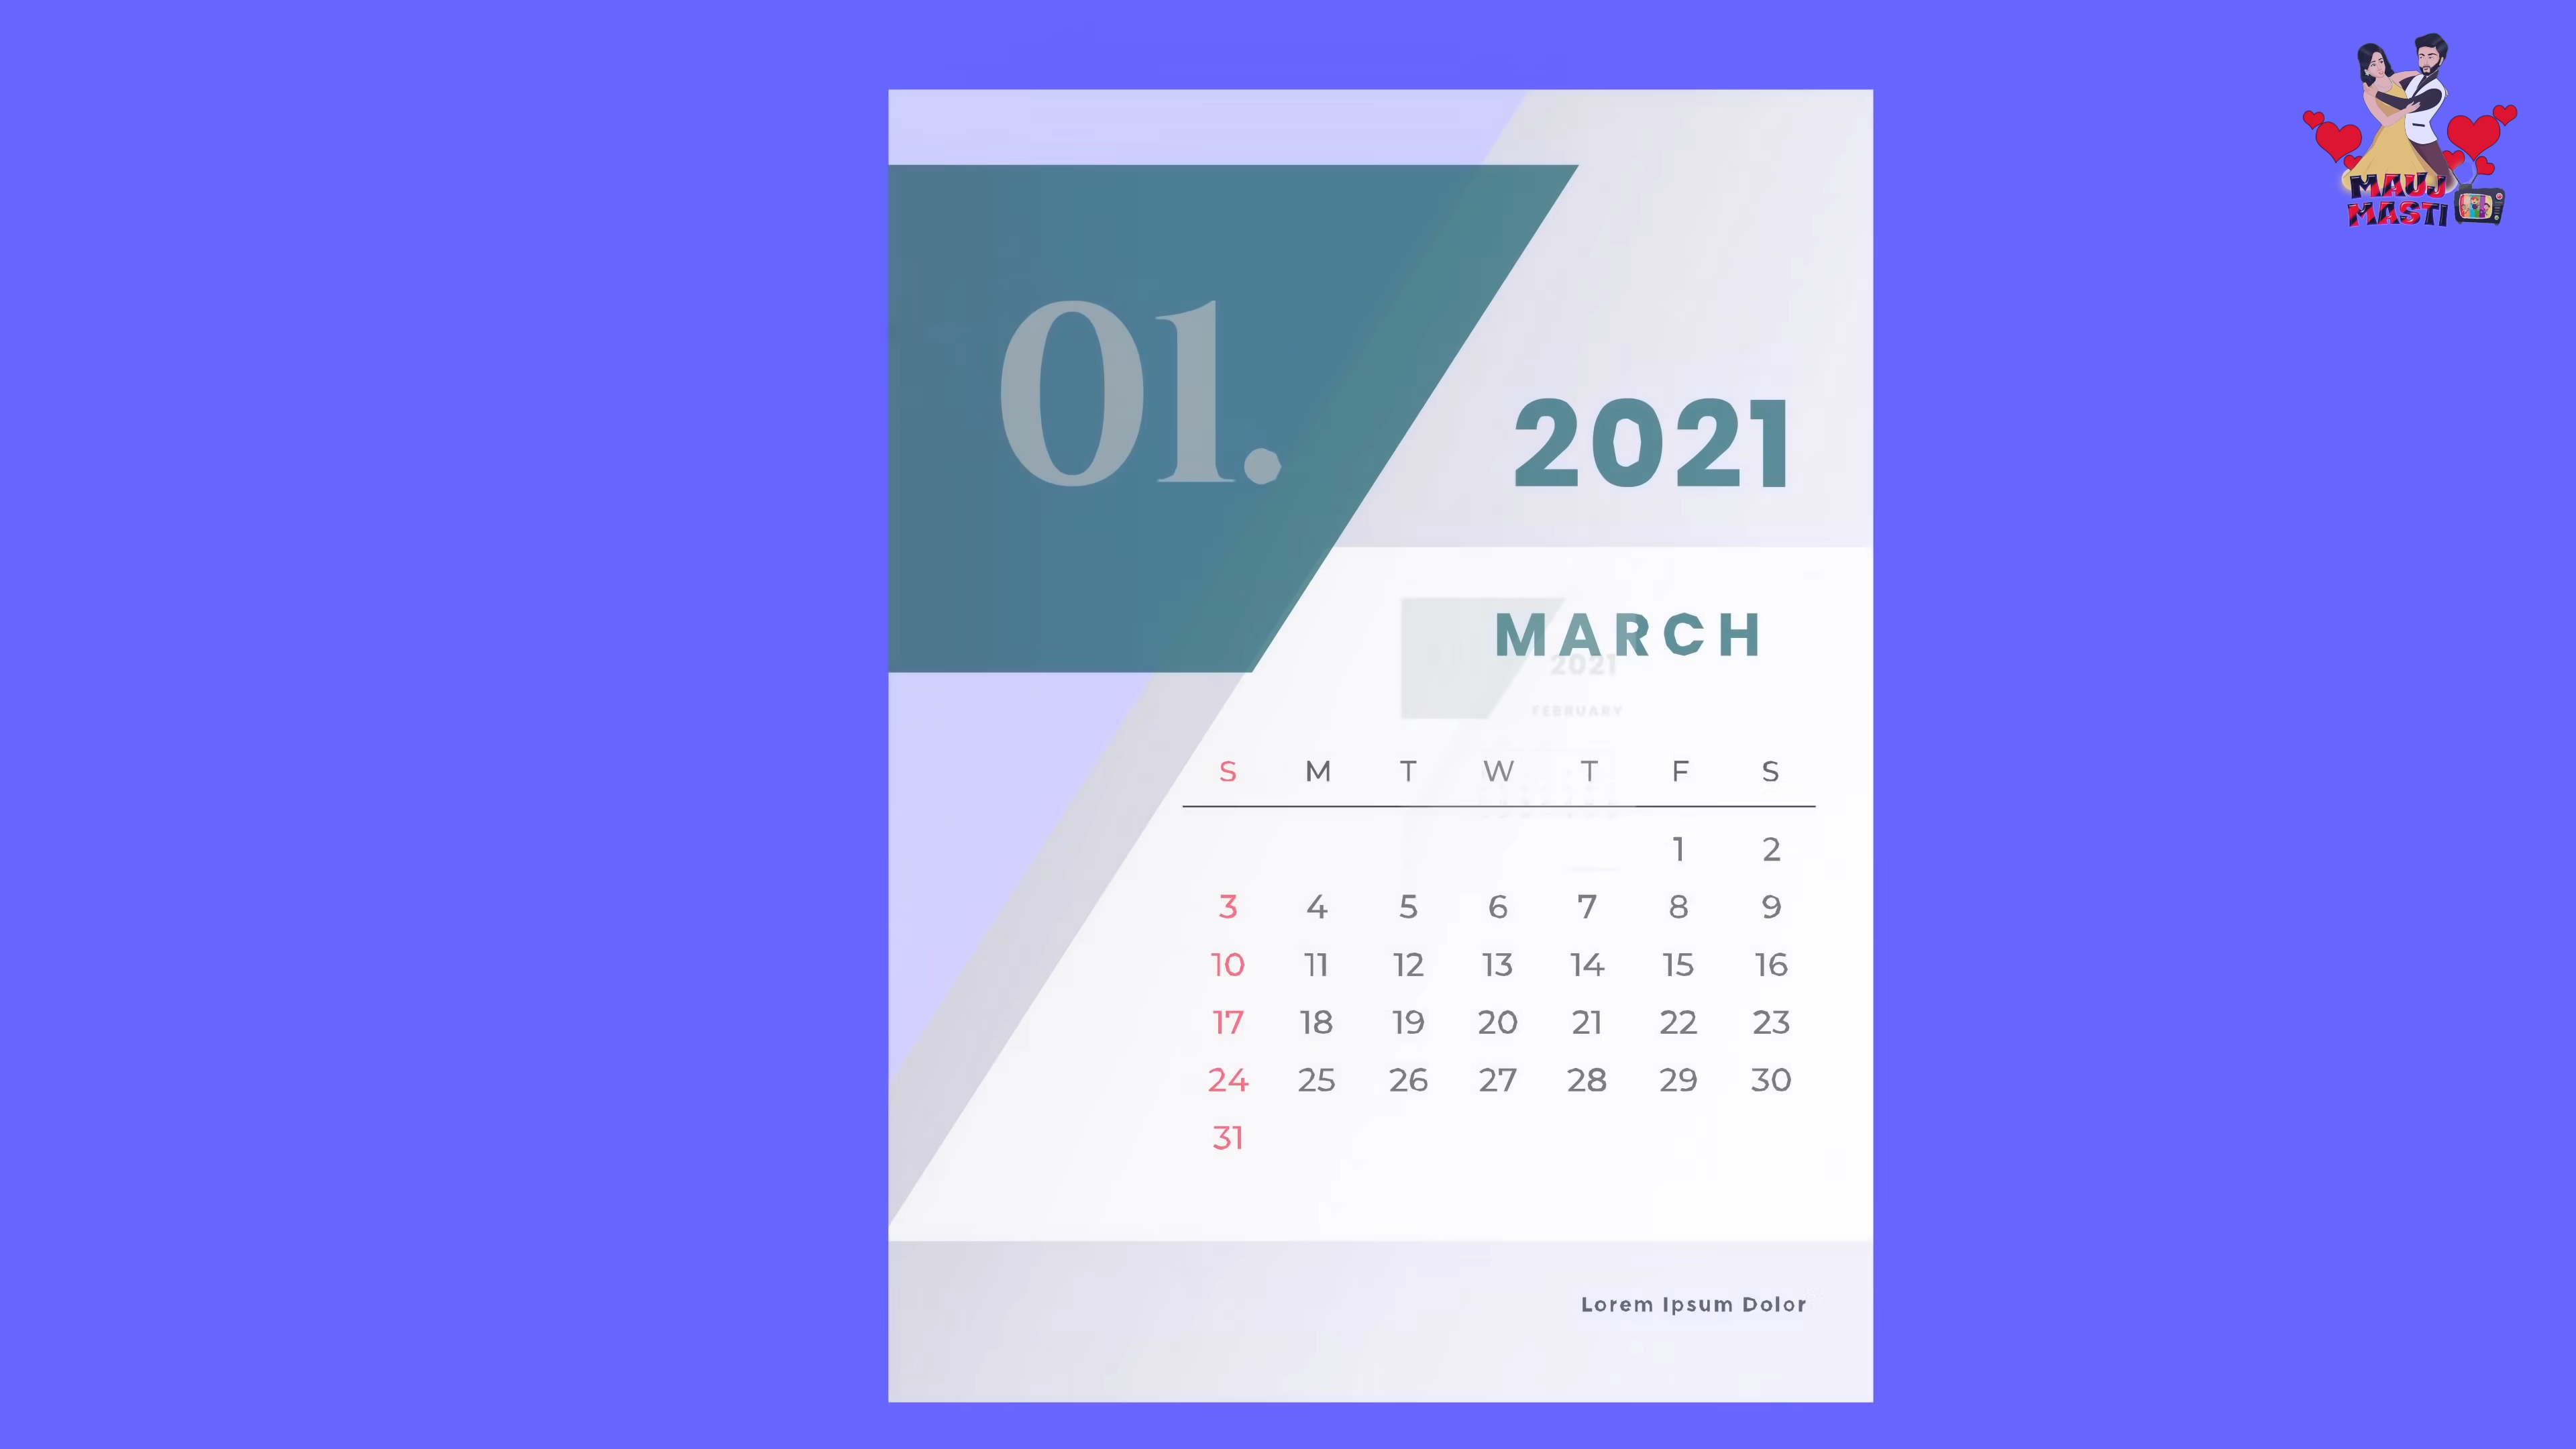 MAUJ
MASTI
01.
2021
MARCH
2021
FEBRUARY
S M T W T F S
1 2
3 4 5 6 7 8 9
10 11 12 13 14 15 16
17 18 19 20 21 22 23
24 25 26 27 28 29 30
31
Lorem Ipsum Dolor